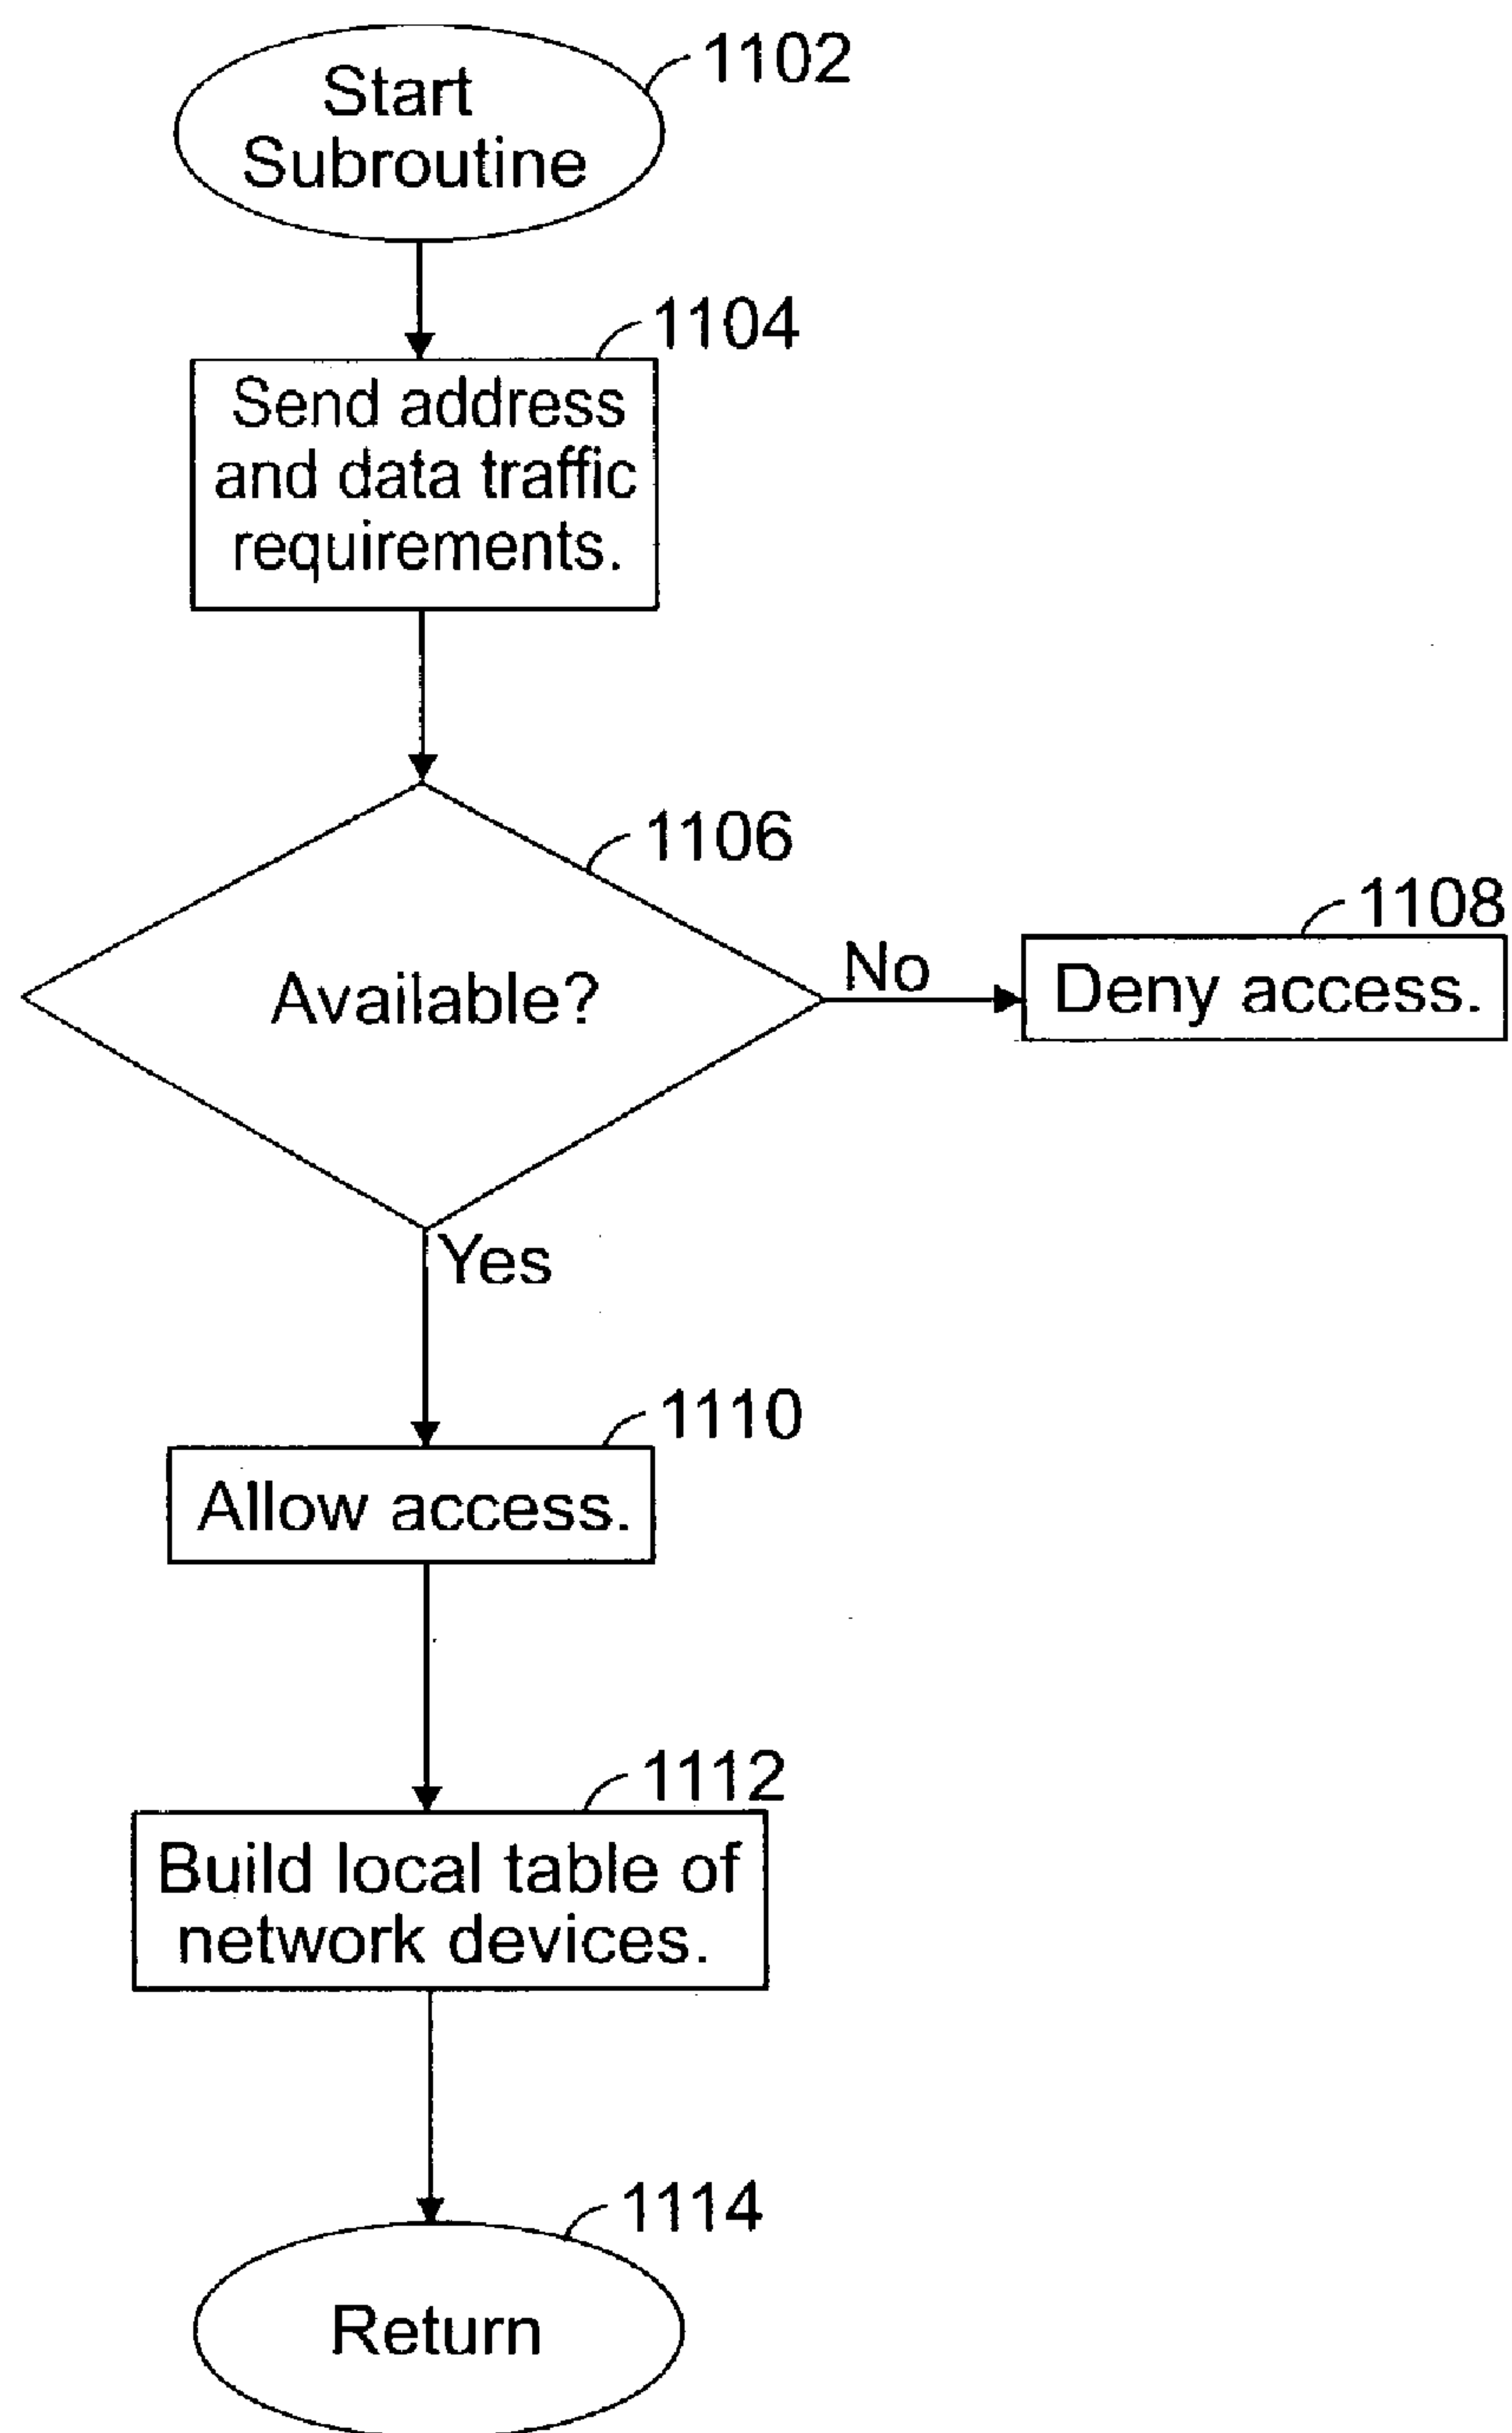 1102
Start
Subroutine
1104
Send address
and data traffic
requirements.
1106
Available?
No
1108
Deny access.
Yes
1110
Allow access.
1112
Build local table of
network devices.
1114
Return